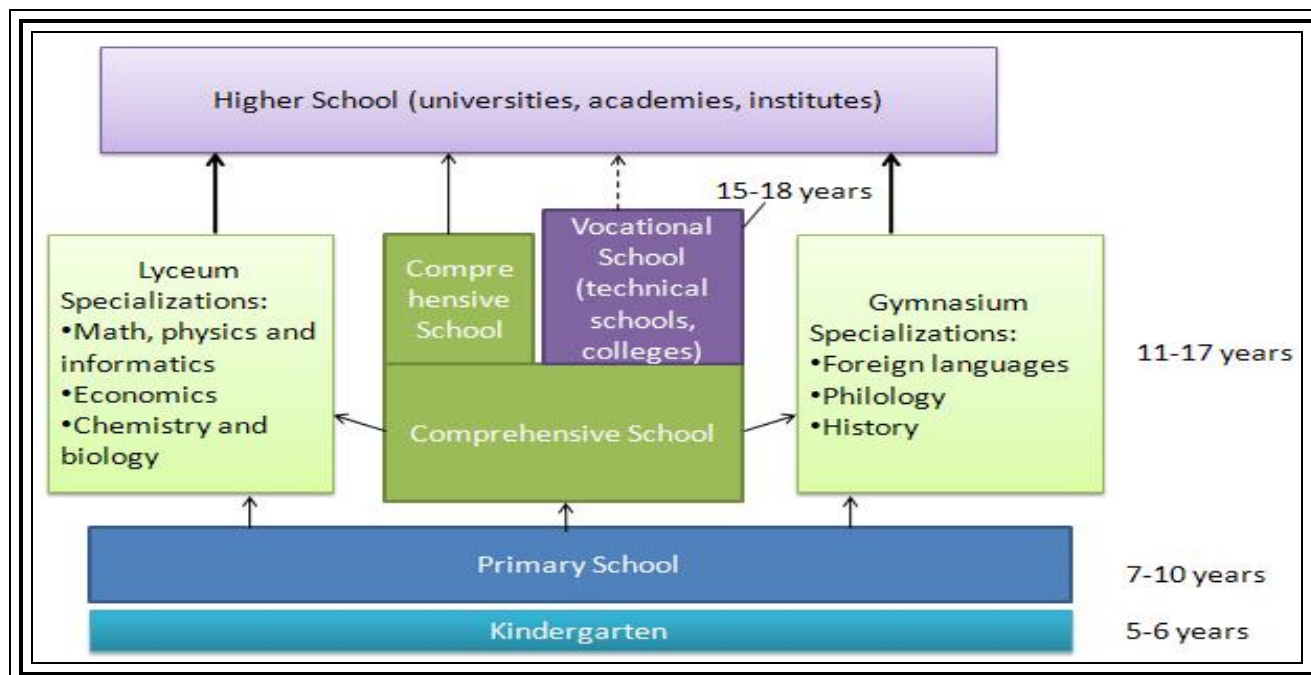 Higher School (universities, academies, institutes)
15-18 years
Lyceum
Specializations:
•Math, physics and
informatics
•Economics
•Chemistry and
biology
Compre
hensive
School
Vocational
School
(technical
schools,
colleges)
Gymnasium
Specializations:
•Foreign languages
•Philology
•History
11-17 years
Comprehensive School
Primary School
7-10 years
Kindergarten
5-6 years